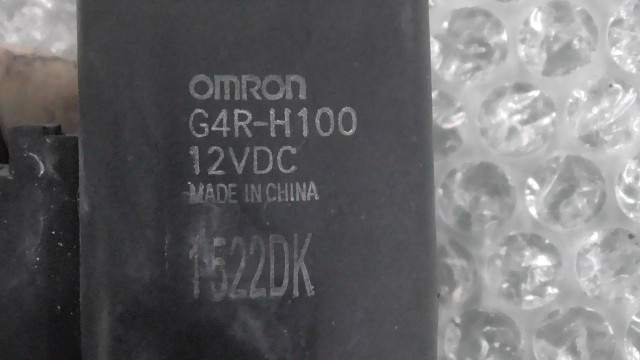 omron
G4R-H100
12VDC
MADE IN CHINA
1522DK